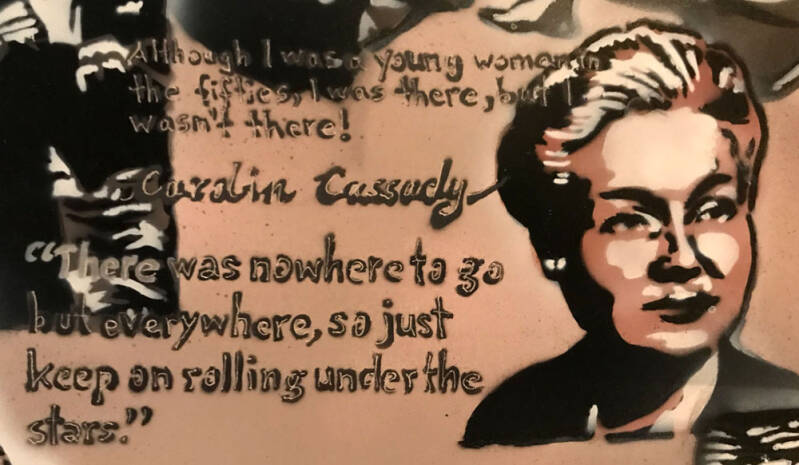 Although I was a young woman in
the fifties, I was there, but I
wasn't there!
Carolin Cassady
“There was nowhere to go
but everywhere, so just
keep on rolling under the
stars.”